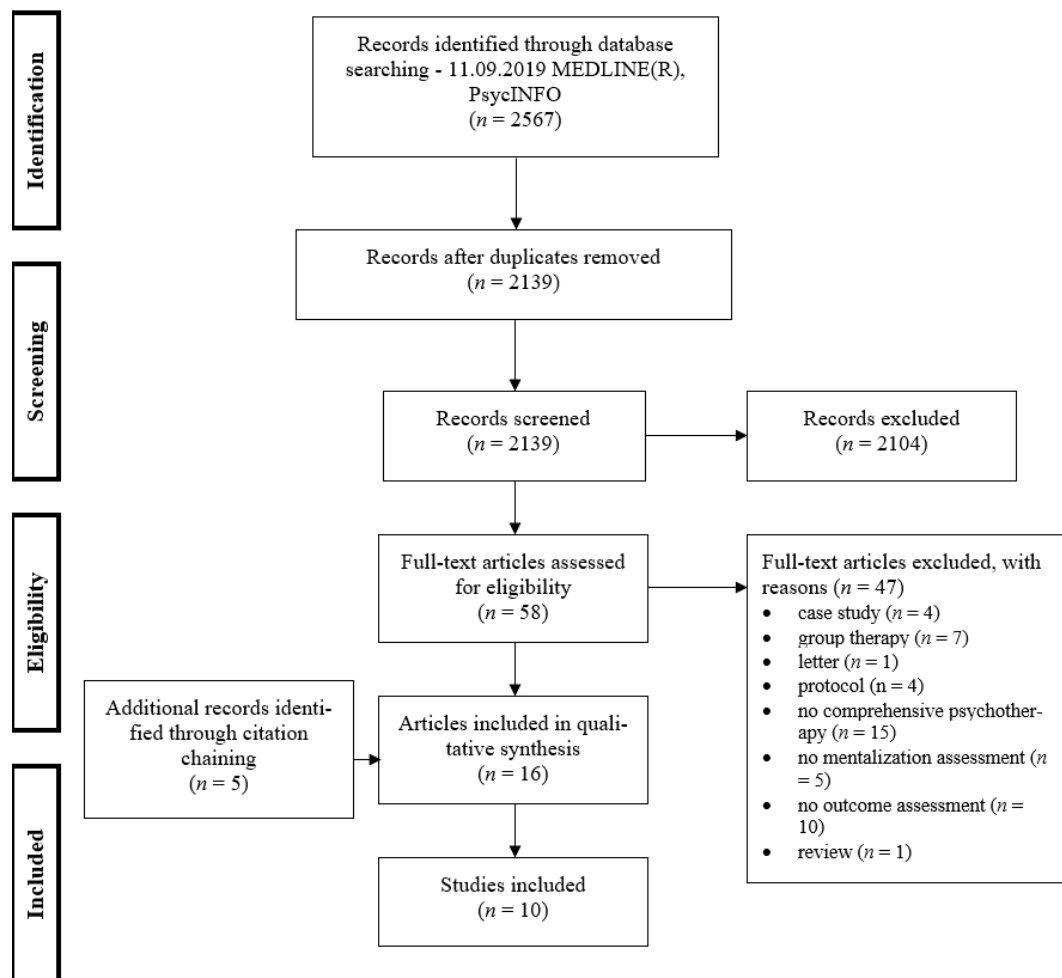 Identification
Records identified through database
searching - 11.09.2019 MEDLINE(R),
PsycINFO
(n = 2567)
Records after duplicates removed
(n = 2139)
Screening
Records screened
(n = 2139)
Records excluded
(n = 2104)
Eligibility
Full-text articles assessed
for eligibility
(n = 58)
Full-text articles excluded, with
reasons (n = 47)
• case study (n = 4)
• group therapy (n = 7)
• letter (n = 1)
• protocol (n = 4)
• no comprehensive psychother-
apy (n = 15)
• no mentalization assessment (n
= 5)
• no outcome assessment (n =
10)
• review (n = 1)
Additional records identi-
fied through citation
chaining
(n = 5)
Articles included in quali-
tative synthesis
(n = 16)
Included
Studies included
(n = 10)